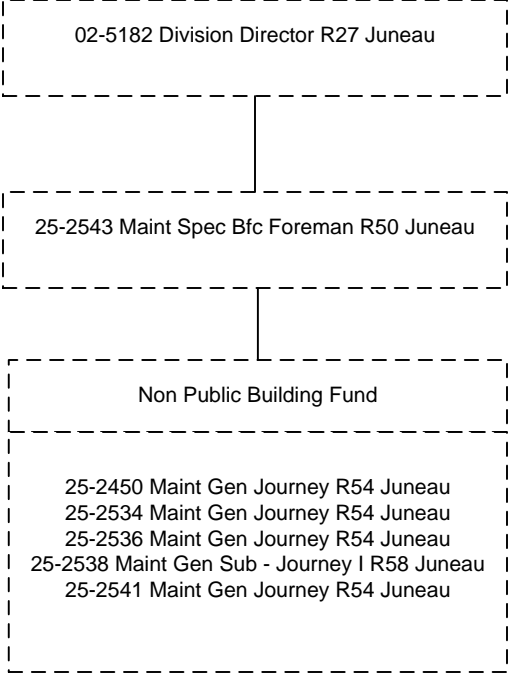 02-5182 Division Director R27 Juneau
25-2543 Maint Spec Bfc Foreman R50 Juneau
Non Public Building Fund
25-2450 Maint Gen Journey R54 Juneau
25-2534 Maint Gen Journey R54 Juneau
25-2536 Maint Gen Journey R54 Juneau
25-2538 Maint Gen Sub - Journey I R58 Juneau
25-2541 Maint Gen Journey R54 Juneau